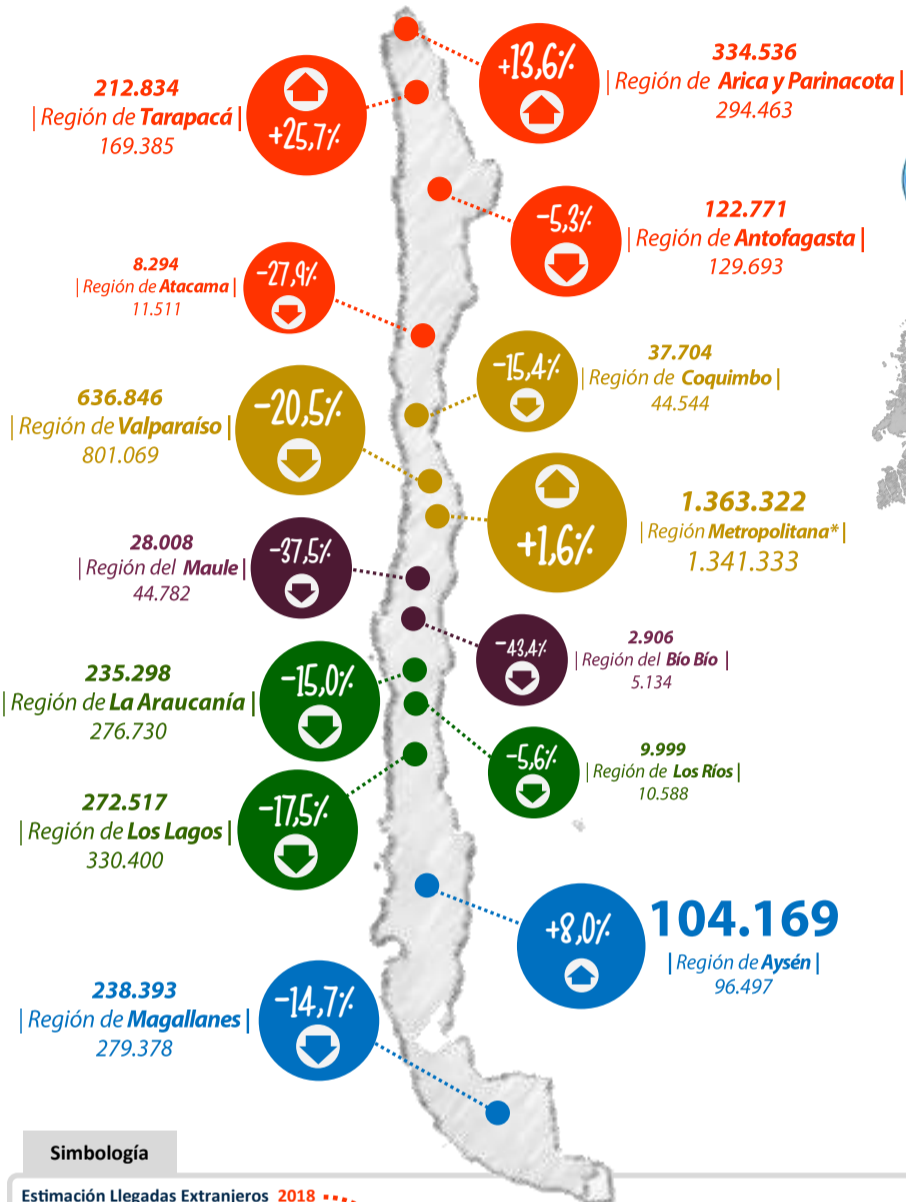 +13,6%
334.536
| Región de Arica y Parinacota |
294.463
212.834
| Región de Tarapacá |
169.385
+25,7%
-5,3%
122.771
| Región de Antofagasta |
129.693
8.294
| Región de Atacama |
11.511
-27,9%
-15,4%
37.704
| Región de Coquimbo |
44.544
636.846
| Región de Valparaíso |
801.069
-20,5%
+1,6%
1.363.322
| Región Metropolitana* |
1.341.333
28.008
| Región del Maule |
44.782
-37,5%
-43,4%
2.906
| Región del Bío Bío |
5.134
235.298
| Región de La Araucanía |
276.730
-15,0%
-5,6%
9.999
| Región de Los Ríos |
10.588
272.517
| Región de Los Lagos |
330.400
-17,5%
+8,0%
104.169
| Región de Aysén |
96.497
238.393
| Región de Magallanes |
279.378
-14,7%
Simbología
Estimación Llegadas Extranjeros 2018